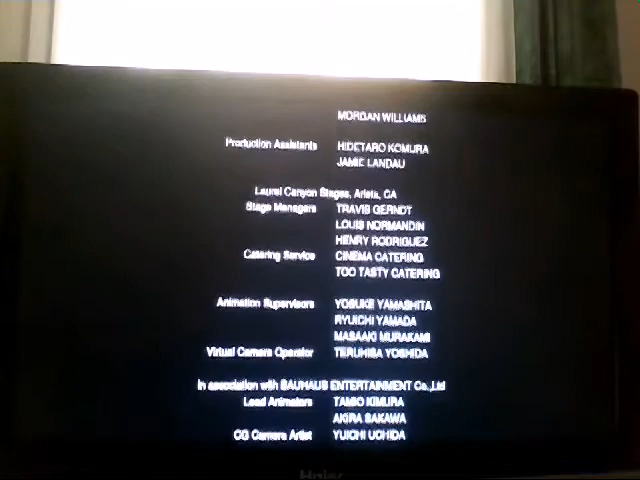 MORGAN WILLIAMS
Production Assistants HIDETARO KOMURA
JAMIE LANDAU
Laurel Canyon Stages, Arleta, CA
Stage Managers TRAVIS GERNDT
LOUIS NORMANDIN
HENRY RODRIGUEZ
Catering Service CINEMA CATERING
TOO TASTY CATERING
Animation Supervisors YOSUKE YAMASHITA
RYUICHI YAMADA
MASAAKI MURAKAMI
Virtual Camera Operator TERUHISA YOSHIDA
In association with BAUHAUS ENTERTAINMENT Co.,Ltd
Lead Animators TAMIO KIMURA
AKIRA SAKAWA
CG Camera Artist YUICHI UCHIDA
Haier